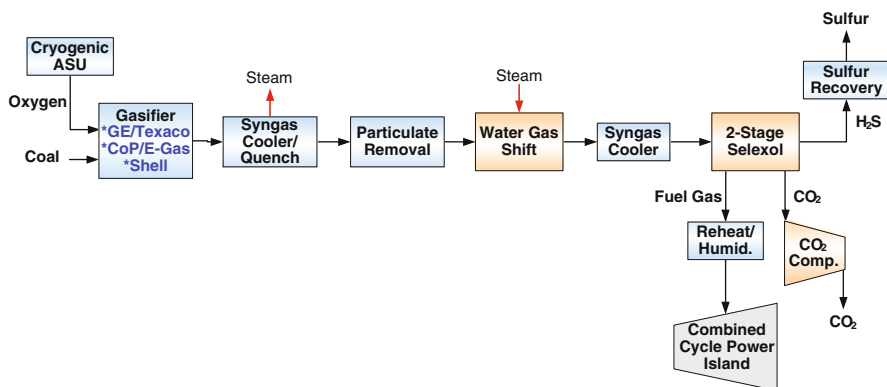 Cryogenic
ASU
Oxygen
Coal
Gasifier
*GE/Texaco
*CoP/E-Gas
*Shell
Steam
Syngas
Cooler/
Quench
Particulate
Removal
Steam
Water Gas
Shift
Syngas
Cooler
2-Stage
Selexol
H₂S
Sulfur
Recovery
Sulfur
Fuel Gas
Reheat/
Humid.
Combined
Cycle Power
Island
CO₂
CO₂
Comp.
CO₂